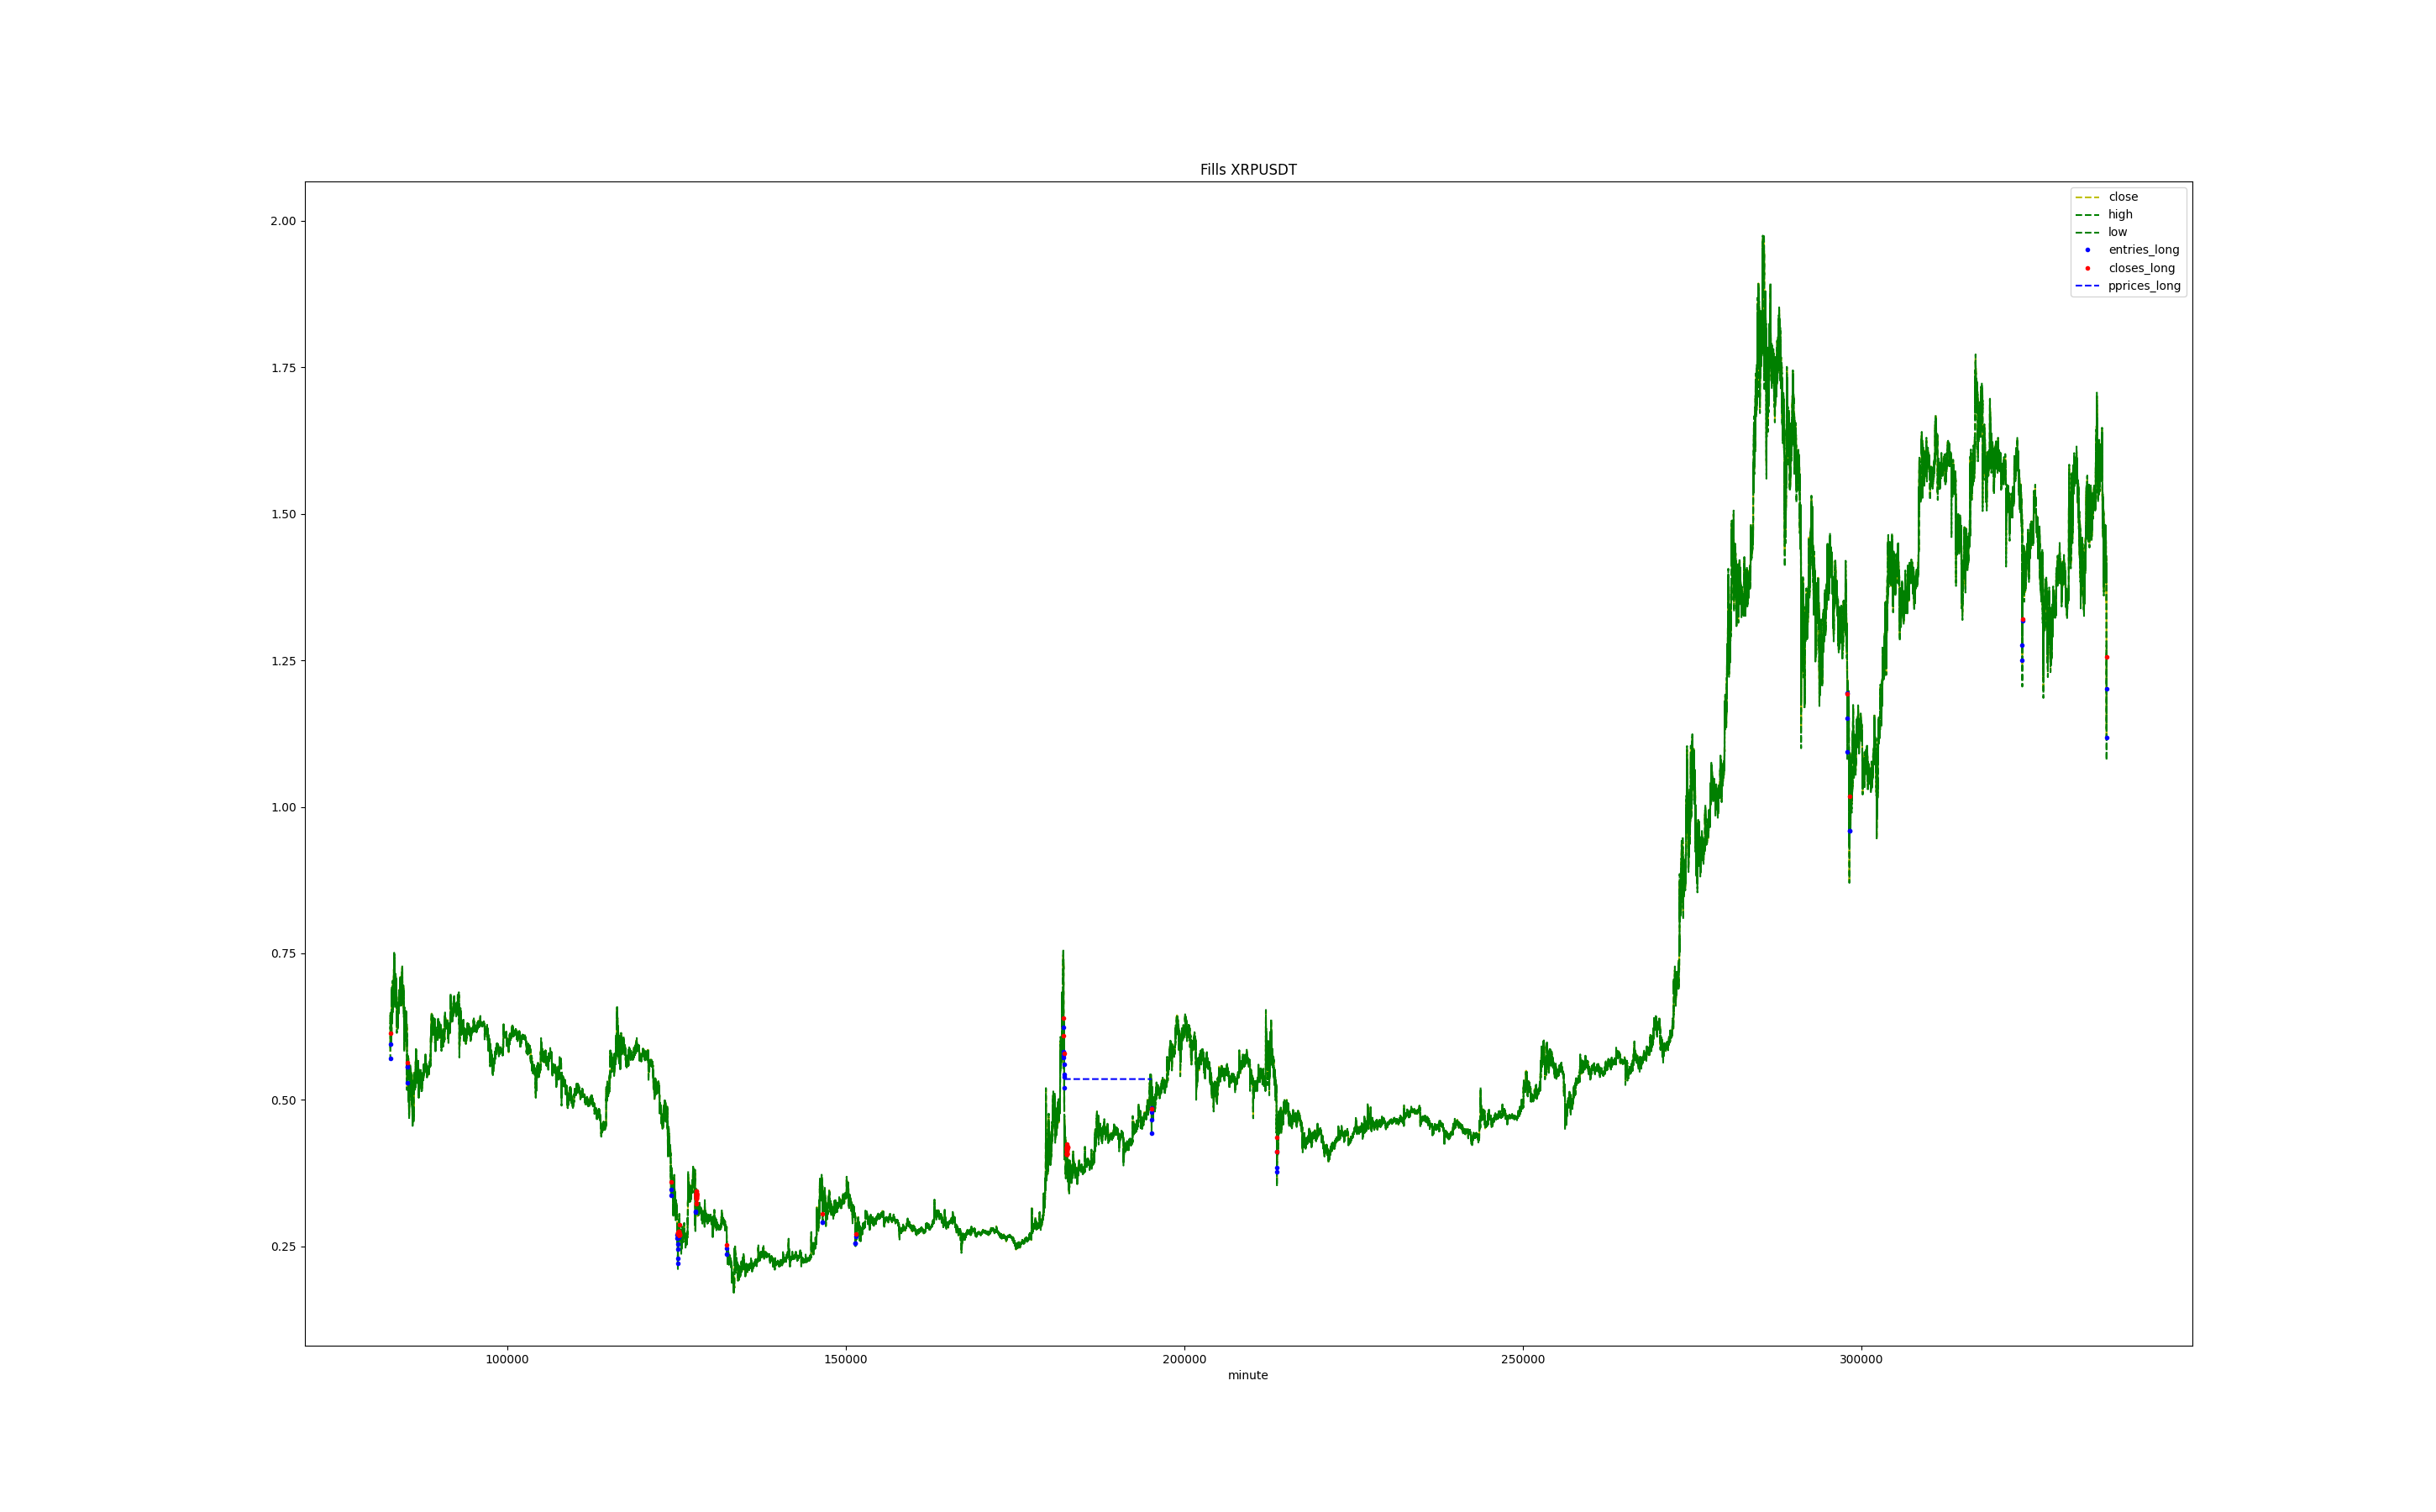 Fills XRPUSDT
2.00
1.75
1.50
1.25
1.00
0.75
0.50
0.25
close
high
low
entries_long
closes_long
pprices_long
100000
150000
200000
250000
300000
minute